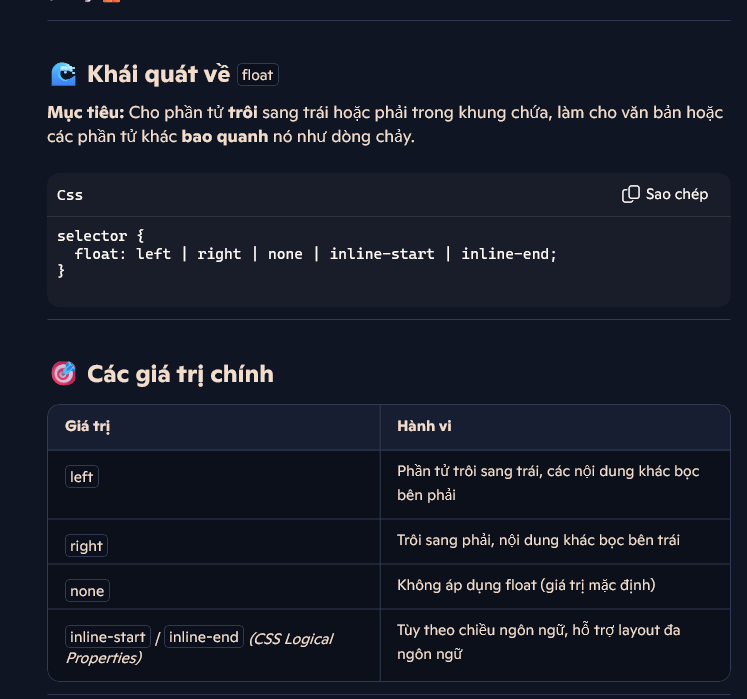 Khái quát về float
Mục tiêu: Cho phần tử trôi sang trái hoặc phải trong khung chứa, làm cho văn bản hoặc
các phần tử khác bao quanh nó như dòng chảy.
Css
Sao chép
selector {
  float: left | right | none | inline-start | inline-end;
}
Các giá trị chính
Giá trị
Hành vi
left
Phần tử trôi sang trái, các nội dung khác bọc
bên phải
right
Trôi sang phải, nội dung khác bọc bên trái
none
Không áp dụng float (giá trị mặc định)
inline-start / inline-end (CSS Logical
Properties)
Tùy theo chiều ngôn ngữ, hỗ trợ layout đa
ngôn ngữ